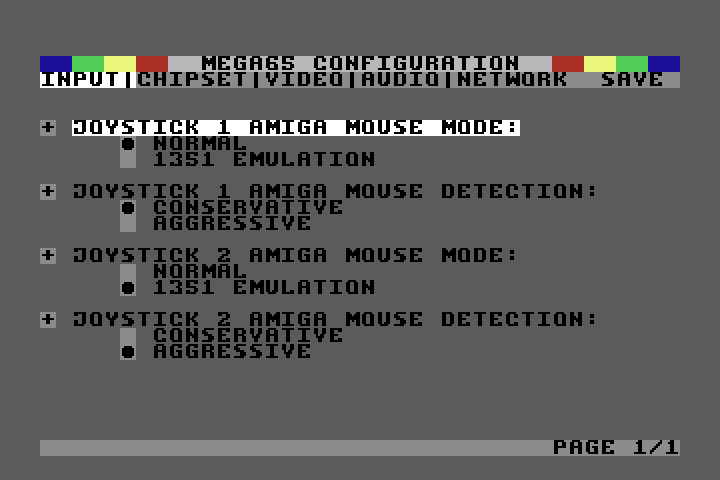 MEGA65 CONFIGURATION
INPUT|CHIPSET|VIDEO|AUDIO|NETWORK SAVE
+ JOYSTICK 1 AMIGA MOUSE MODE:
● NORMAL
1351 EMULATION
+ JOYSTICK 1 AMIGA MOUSE DETECTION:
● CONSERVATIVE
AGGRESSIVE
+ JOYSTICK 2 AMIGA MOUSE MODE:
NORMAL
● 1351 EMULATION
+ JOYSTICK 2 AMIGA MOUSE DETECTION:
CONSERVATIVE
● AGGRESSIVE
PAGE 1/1